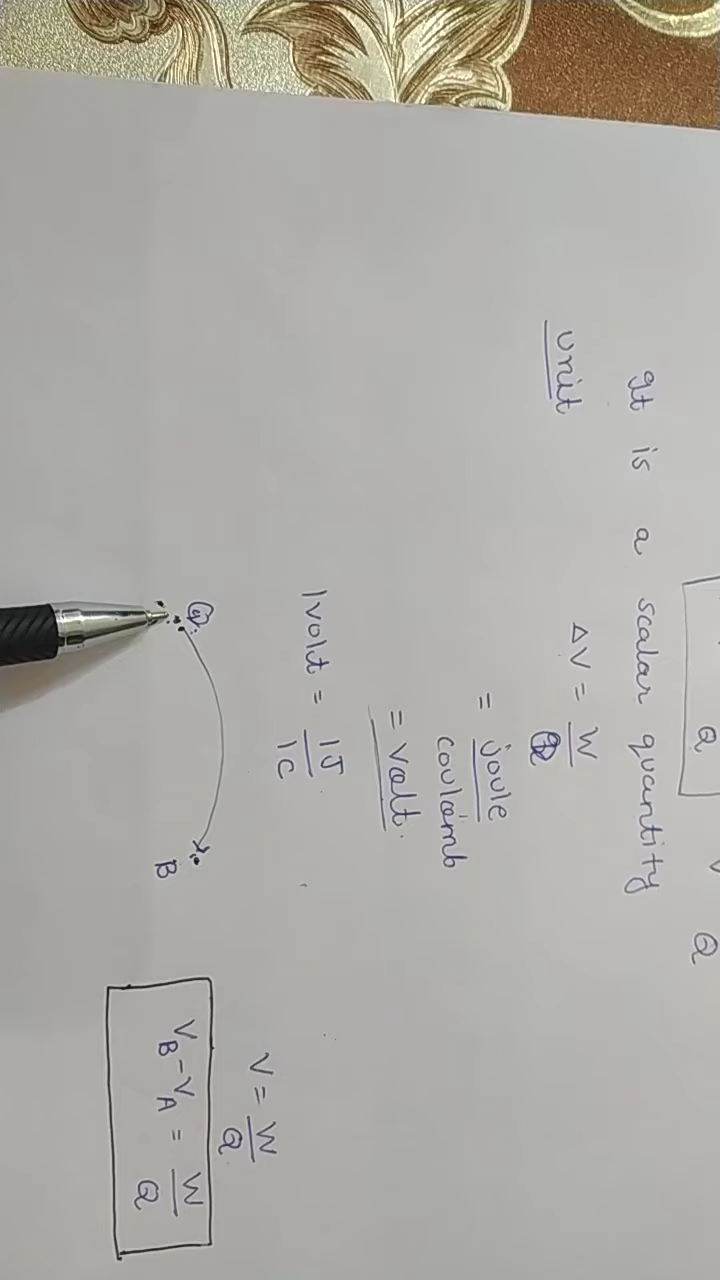 Q Q
It is a scalar quantity
Unit
ΔV = W
Q
= joule
coulomb
= Volt.
1 volt = 1J
1C
V = W
Q
B
V_B - V_A = W
Q